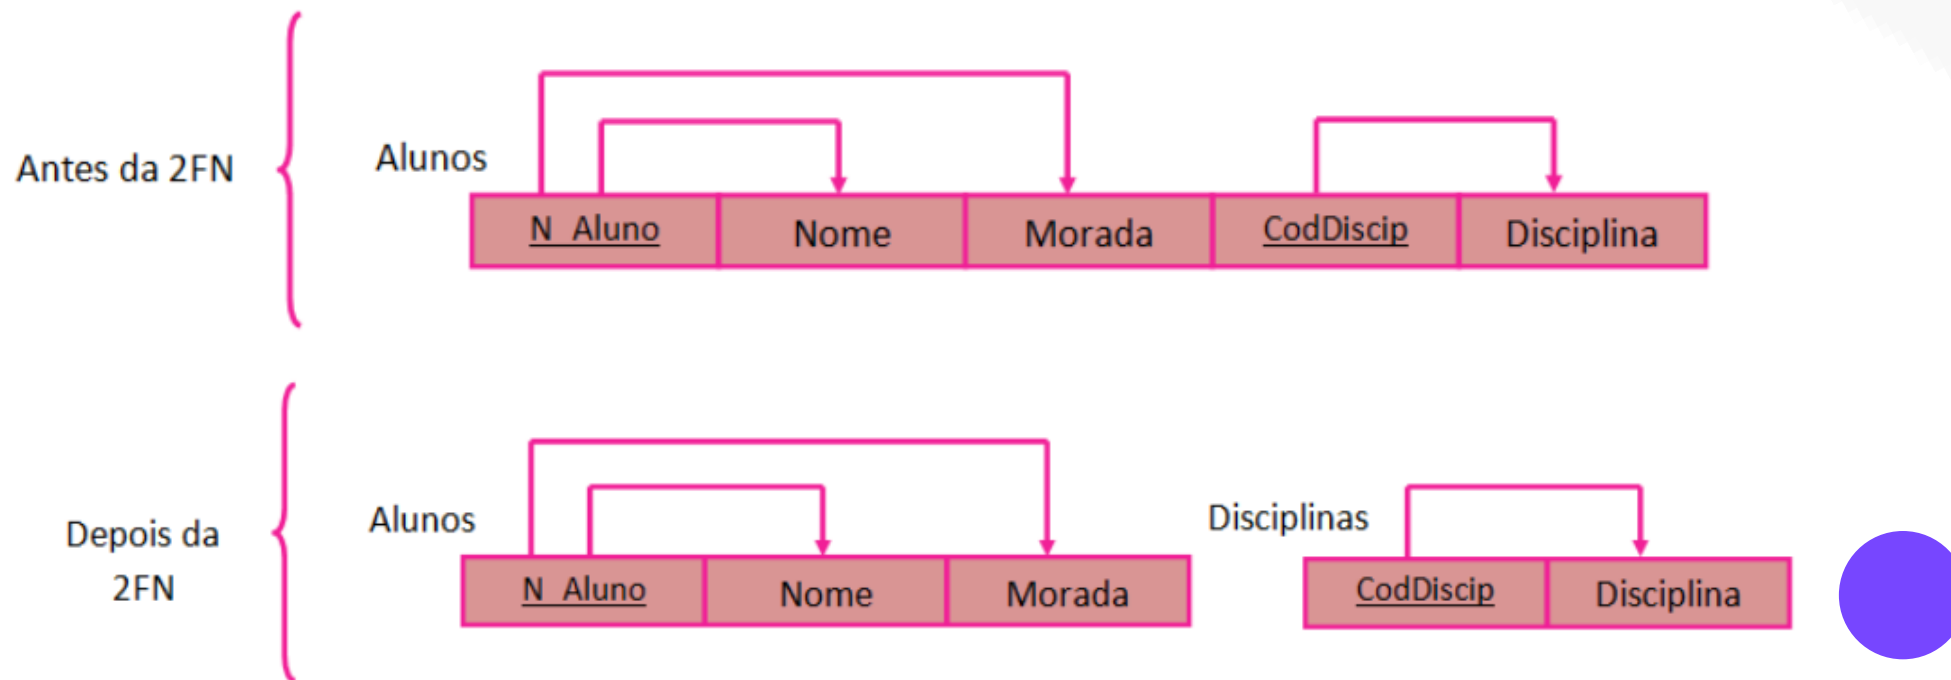 Antes da 2FN
Alunos
N_Aluno Nome Morada CodDiscip Disciplina
Depois da
2FN
Alunos
N_Aluno Nome Morada
Disciplinas
CodDiscip Disciplina